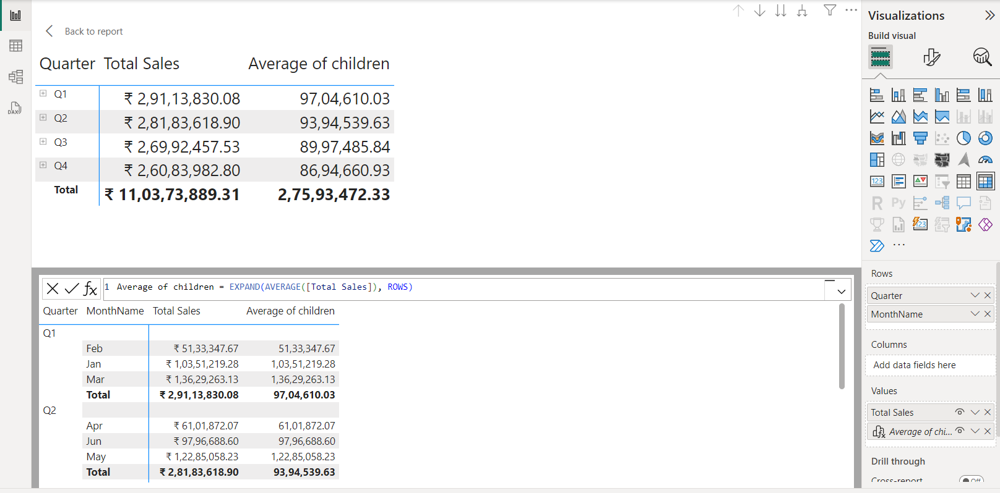 Back to report
Quarter Total Sales Average of children
Q1 ₹ 2,91,13,830.08 97,04,610.03
Q2 ₹ 2,81,83,618.90 93,94,539.63
Q3 ₹ 2,69,92,457.53 89,97,485.84
Q4 ₹ 2,60,83,982.80 86,94,660.93
Total ₹ 11,03,73,889.31 2,75,93,472.33
DAX
fx 1 Average of children = EXPAND(AVERAGE([Total Sales]), ROWS)
Quarter MonthName Total Sales Average of children
Q1
Feb ₹ 51,33,347.67 51,33,347.67
Jan ₹ 1,03,51,219.28 1,03,51,219.28
Mar ₹ 1,36,29,263.13 1,36,29,263.13
Total ₹ 2,91,13,830.08 97,04,610.03
Q2
Apr ₹ 61,01,872.07 61,01,872.07
Jun ₹ 97,96,688.60 97,96,688.60
May ₹ 1,22,85,058.23 1,22,85,058.23
Total ₹ 2,81,83,618.90 93,94,539.63
Visualizations
Build visual
123
R Py
123
Rows
Quarter
MonthName
Columns
Add data fields here
Values
Total Sales
Average of chi...
Drill through
Cross-report Off